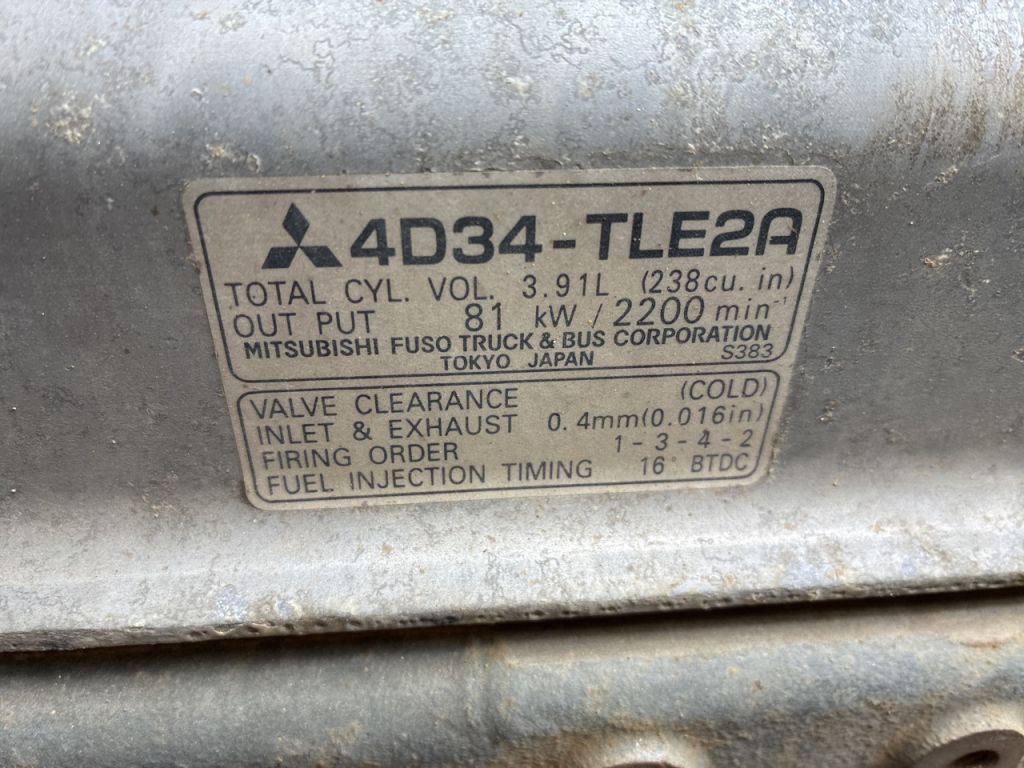 4D34-TLE2A
TOTAL CYL. VOL. 3.91L (238cu. in)
OUT PUT 81 kW / 2200 min⁻¹
MITSUBISHI FUSO TRUCK & BUS CORPORATION
TOKYO JAPAN S383
VALVE CLEARANCE (COLD)
INLET & EXHAUST 0.4mm(0.016in)
FIRING ORDER 1-3-4-2
FUEL INJECTION TIMING 16° BTDC